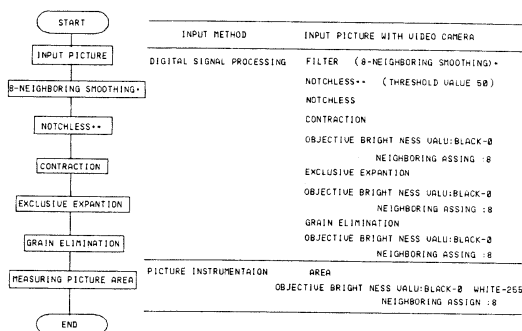 START
INPUT PICTURE
8-NEIGHBORING SMOOTHING*
NOTCHLESS**
CONTRACTION
EXCLUSIVE EXPANTION
GRAIN ELIMINATION
MEASURING PICTURE AREA
END
INPUT METHOD INPUT PICTURE WITH VIDEO CAMERA
DIGITAL SIGNAL PROCESSING FILTER (8-NEIGHBORING SMOOTHING)*
NOTCHLESS** (THRESHOLD VALUE 50)
NOTCHLESS
CONTRACTION
OBJECTIVE BRIGHT NESS VALU:BLACK-0
NEIGHBORING ASSING :8
EXCLUSIVE EXPANTION
OBJECTIVE BRIGHT NESS VALU:BLACK-0
NEIGHBORING ASSING :8
GRAIN ELIMINATION
OBJECTIVE BRIGHT NESS VALU:BLACK-0
NEIGHBORING ASSING :8
PICTURE INSTRUMENTAION AREA
OBJECTIVE BRIGHT NESS VALU:BLACK-0 WHITE-255
NEIGHBORING ASSIGN :8